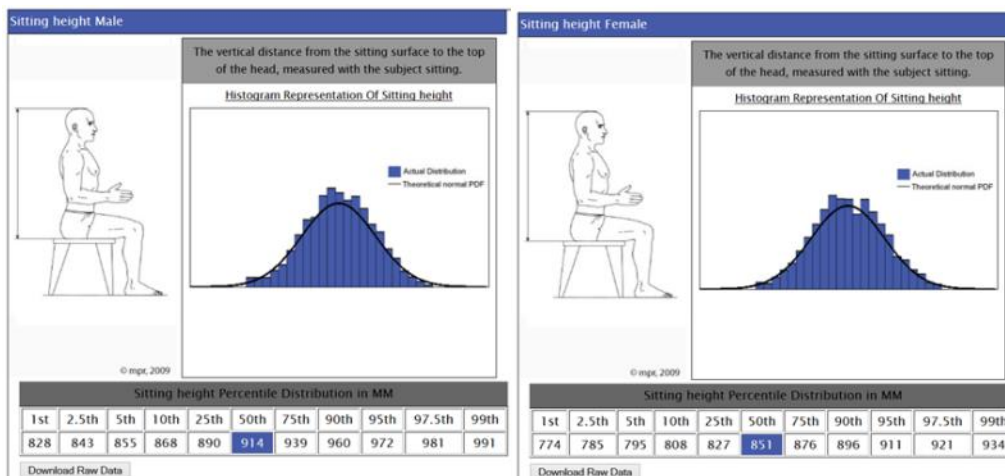 Sitting height Male
The vertical distance from the sitting surface to the top
of the head, measured with the subject sitting.
Histogram Representation Of Sitting height
Actual Distribution
Theoretical normal PDF
© mpr, 2009
Sitting height Percentile Distribution in MM
1st 2.5th 5th 10th 25th 50th 75th 90th 95th 97.5th 99th
828 843 855 868 890 914 939 960 972 981 991
Download Raw Data
Sitting height Female
The vertical distance from the sitting surface to the top
of the head, measured with the subject sitting.
Histogram Representation Of Sitting height
Actual Distribution
Theoretical normal PDF
© mpr, 2009
Sitting height Percentile Distribution in MM
1st 2.5th 5th 10th 25th 50th 75th 90th 95th 97.5th 99th
774 785 795 808 827 851 876 896 911 921 934
Download Raw Data